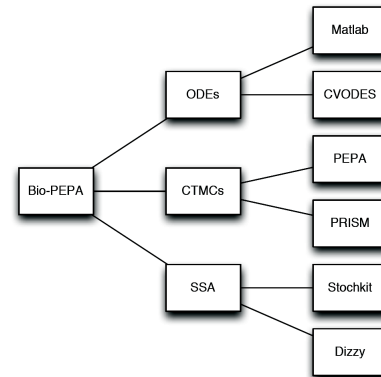 Matlab
ODEs
CVODES
PEPA
Bio-PEPA
CTMCs
PRISM
SSA
Stochkit
Dizzy